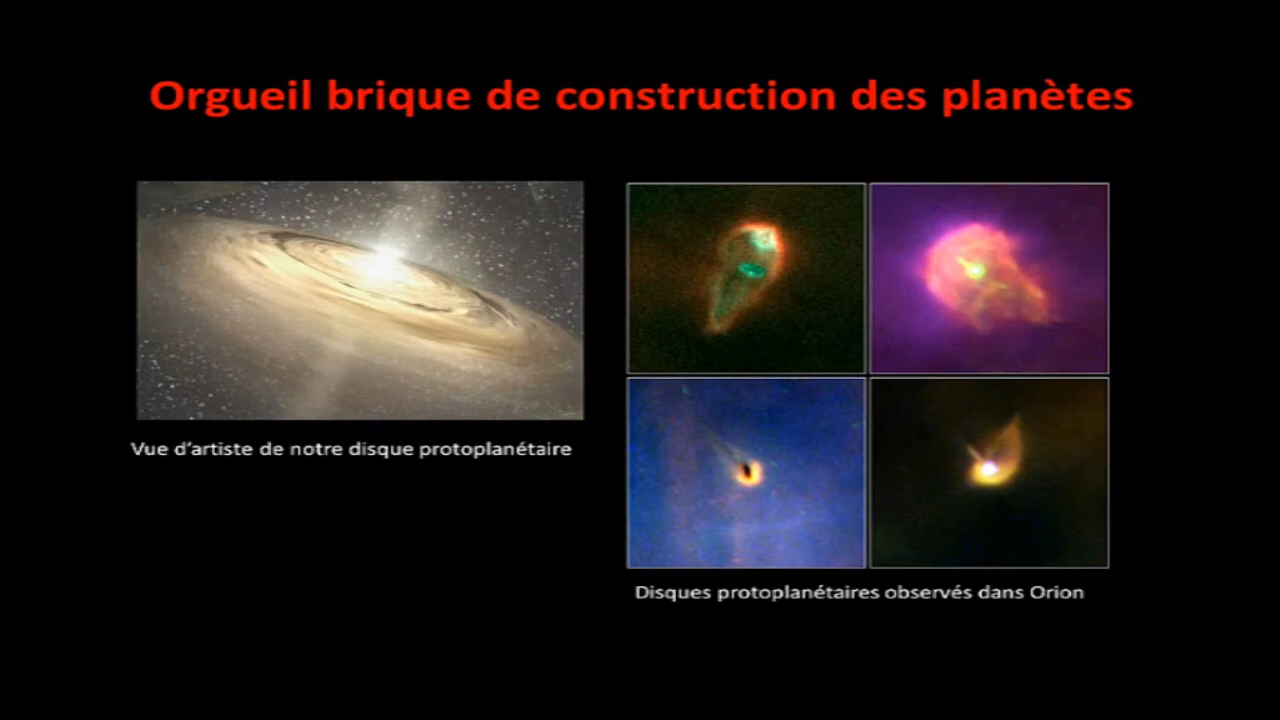 Orgueil brique de construction des planètes
Vue d'artiste de notre disque protoplanétaire
Disques protoplanétaires observés dans Orion